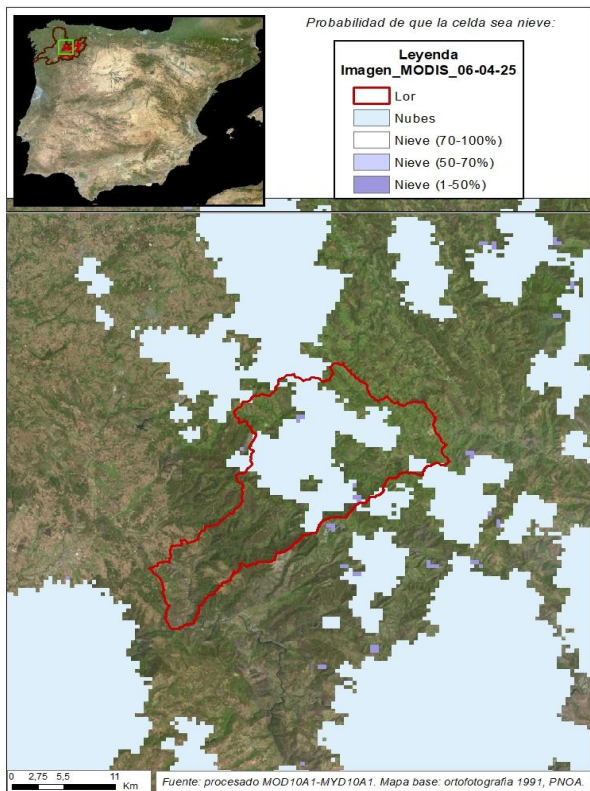 Probabilidad de que la celda sea nieve:
Leyenda
Imagen_MODIS_06-04-25
Lor
Nubes
Nieve (70-100%)
Nieve (50-70%)
Nieve (1-50%)
0 2,75 5,5 11
Km
Fuente: procesado MOD10A1-MYD10A1. Mapa base: ortofotografía 1991, PNOA.